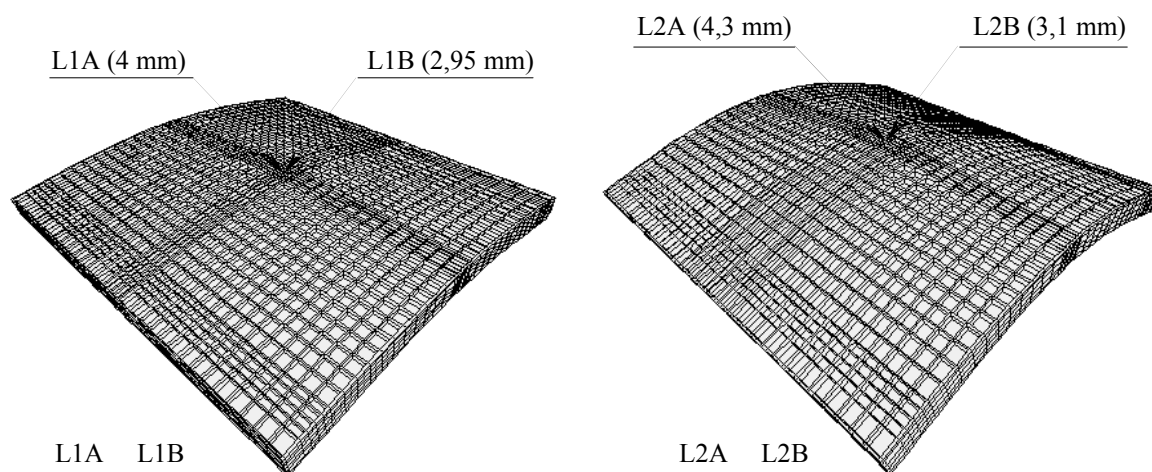 L1A (4 mm) L1B (2,95 mm)
L2A (4,3 mm) L2B (3,1 mm)
L1A L1B
L2A L2B